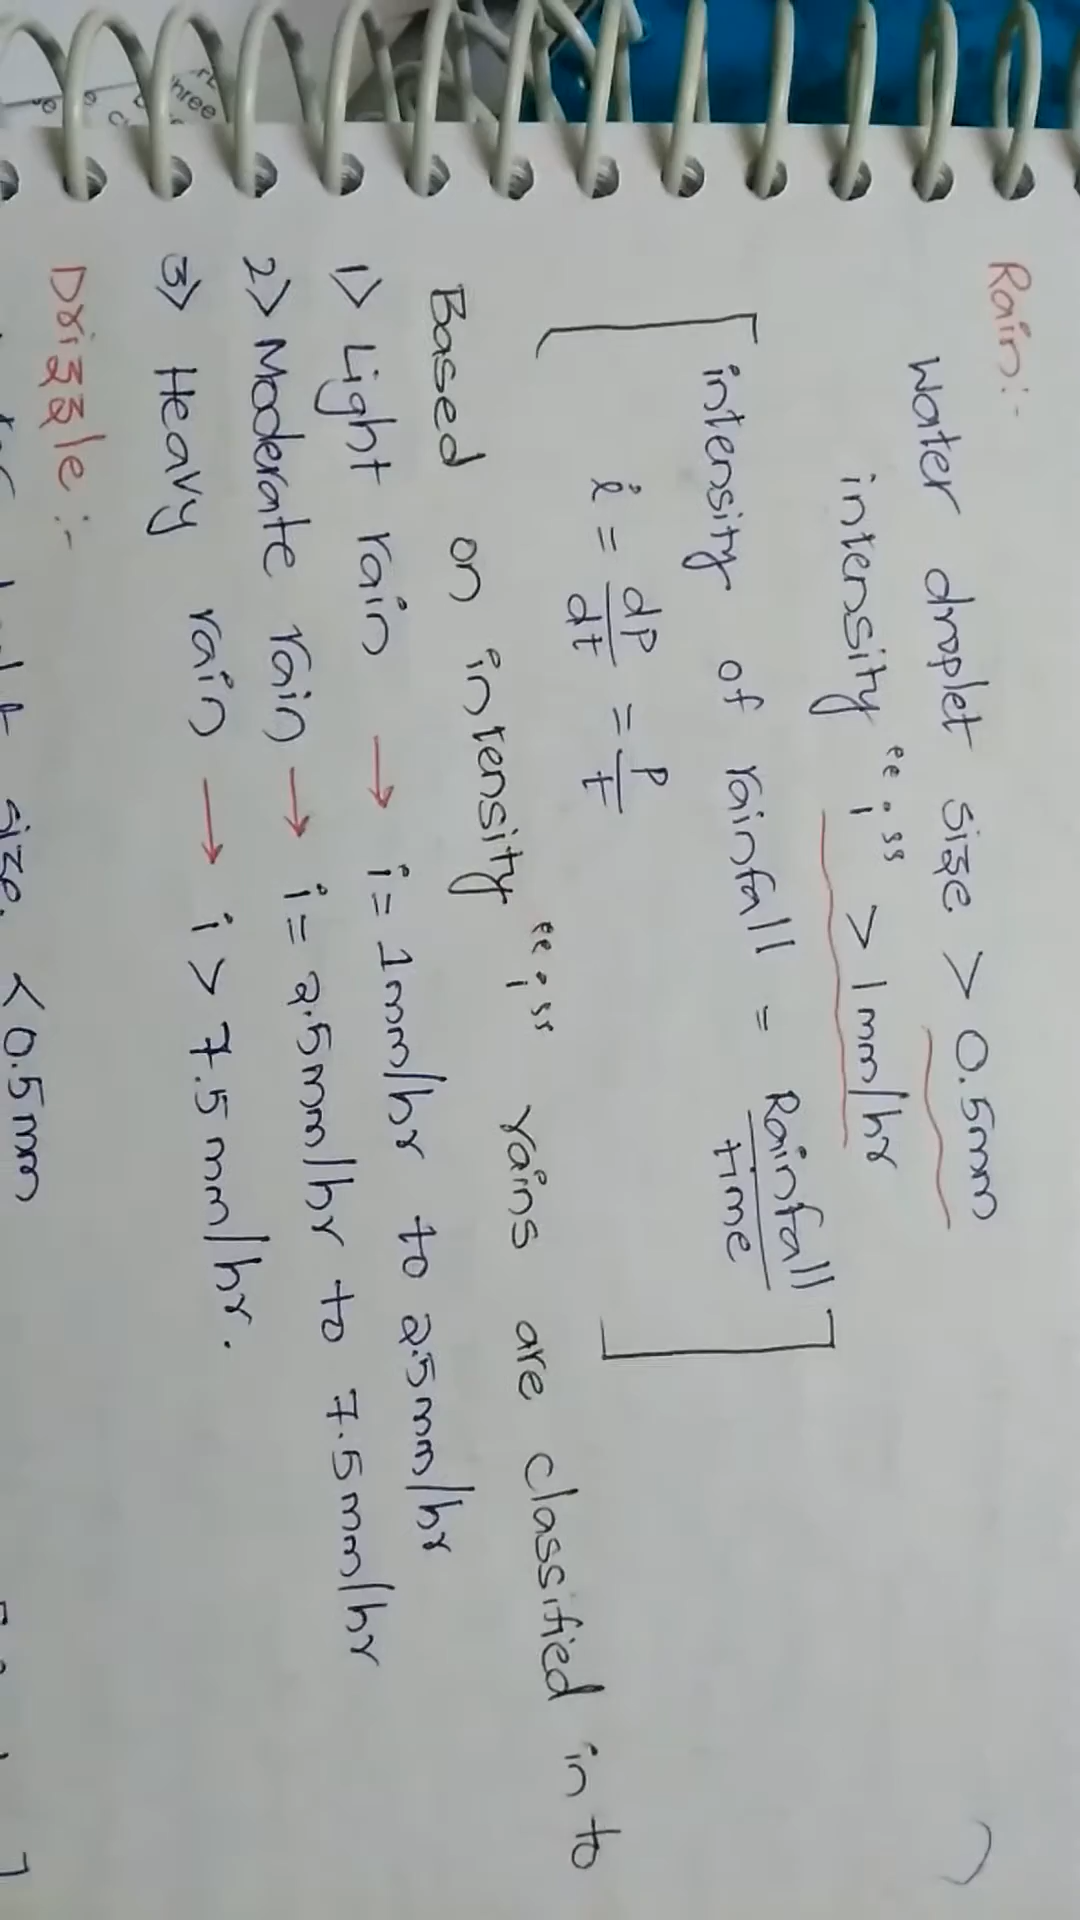 Rain:-
water droplet size > 0.5mm
intensity "i" > 1mm/hr
intensity of rainfall = Rainfall / time
i = dP/dt = P/t
Based on intensity "i" rains are classified in to
1> Light rain → i = 1mm/hr to 2.5mm/hr
2> Moderate rain → i = 2.5mm/hr to 7.5mm/hr
3> Heavy rain → i > 7.5mm/hr.
Drizzle :-
size < 0.5mm
hree